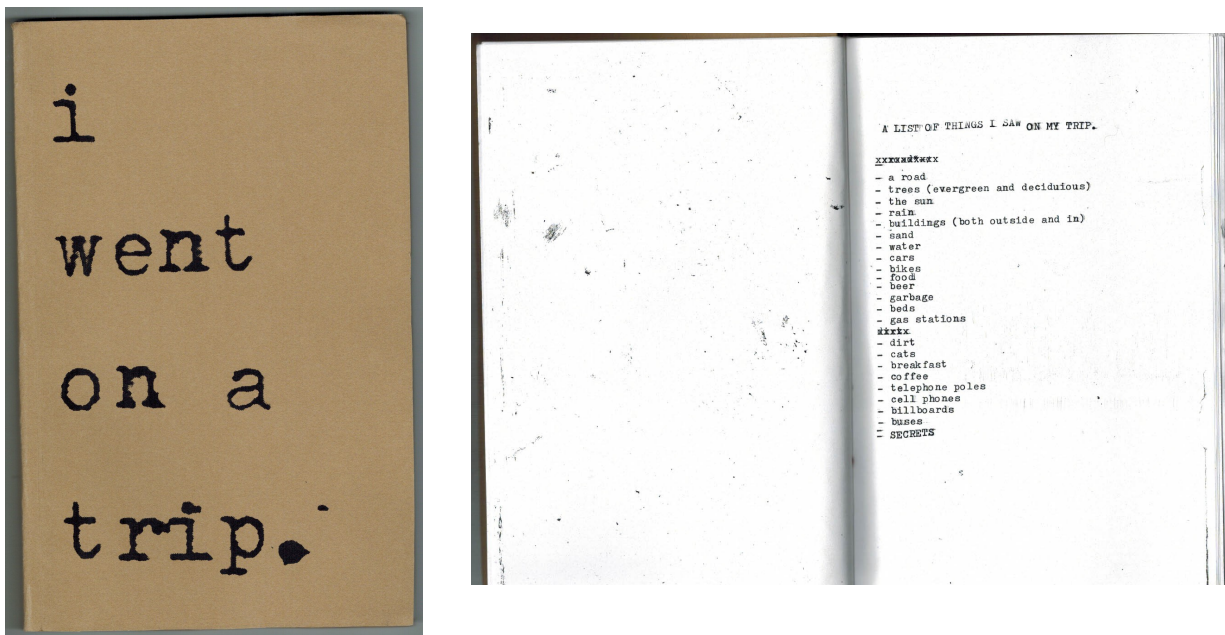 i
went
on a
trip.
A LIST OF THINGS I SAW ON MY TRIP.
- a road
- trees (evergreen and deciduious)
- the sun
- rain
- buildings (both outside and in)
- sand
- water
- cars
- bikes
- food
- beer
- garbage
- beds
- gas stations
- dirt
- cats
- breakfast
- coffee
- telephone poles
- cell phones
- billboards
- buses
- SECRETS